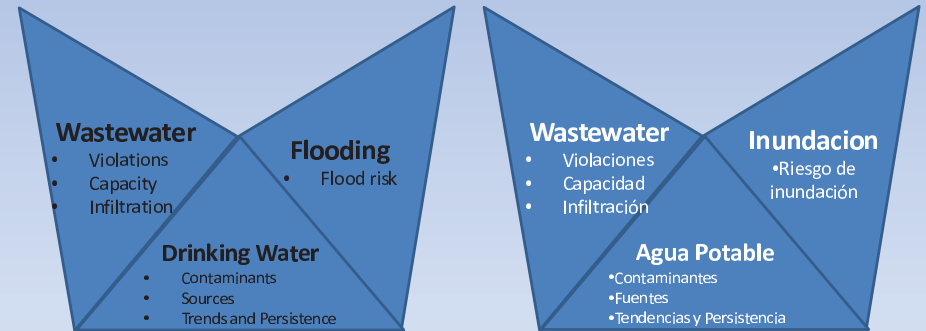 Wastewater
• Violations
• Capacity
• Infiltration
Flooding
• Flood risk
Drinking Water
• Contaminants
• Sources
• Trends and Persistence
Wastewater
• Violaciones
• Capacidad
• Infiltración
Inundacion
•Riesgo de
inundación
Agua Potable
•Contaminantes
•Fuentes
•Tendencias y Persistencia